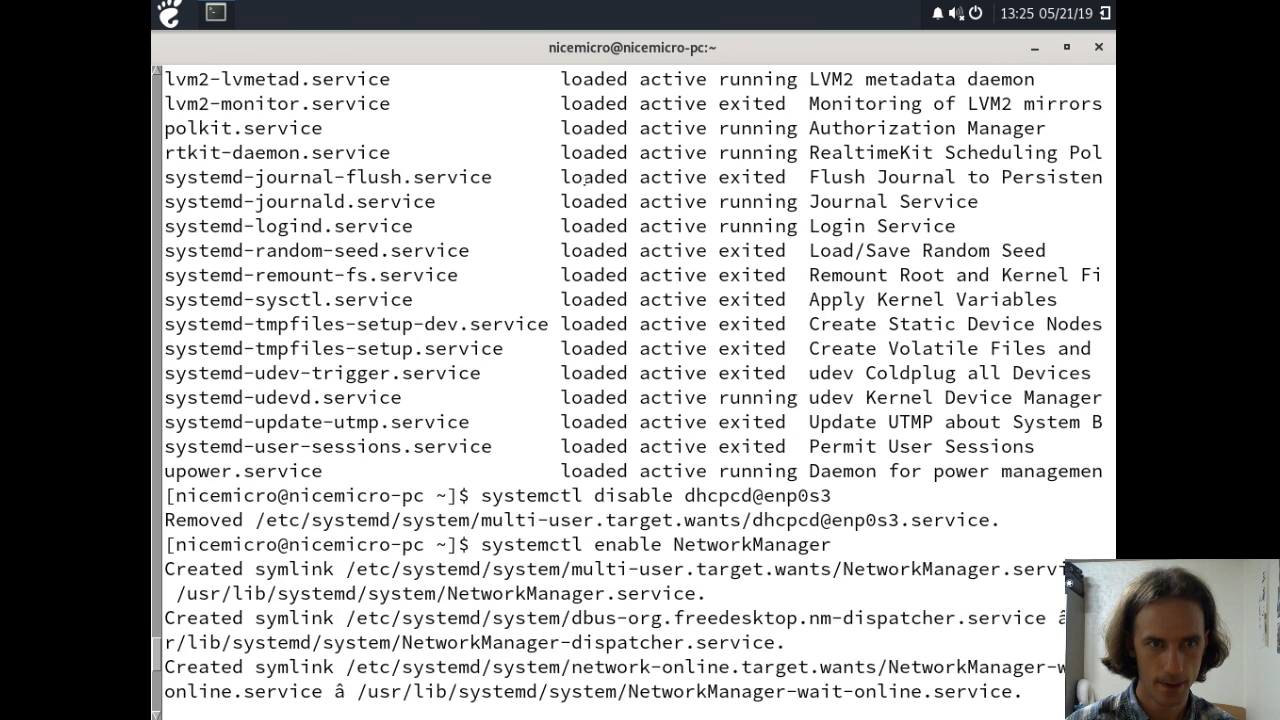 13:25 05/21/19
nicemicro@nicemicro-pc:~
lvm2-lvmetad.service loaded active running LVM2 metadata daemon
lvm2-monitor.service loaded active exited Monitoring of LVM2 mirrors
polkit.service loaded active running Authorization Manager
rtkit-daemon.service loaded active running RealtimeKit Scheduling Pol
systemd-journal-flush.service loaded active exited Flush Journal to Persisten
systemd-journald.service loaded active running Journal Service
systemd-logind.service loaded active running Login Service
systemd-random-seed.service loaded active exited Load/Save Random Seed
systemd-remount-fs.service loaded active exited Remount Root and Kernel Fi
systemd-sysctl.service loaded active exited Apply Kernel Variables
systemd-tmpfiles-setup-dev.service loaded active exited Create Static Device Nodes
systemd-tmpfiles-setup.service loaded active exited Create Volatile Files and
systemd-udev-trigger.service loaded active exited udev Coldplug all Devices
systemd-udevd.service loaded active running udev Kernel Device Manager
systemd-update-utmp.service loaded active exited Update UTMP about System B
systemd-user-sessions.service loaded active exited Permit User Sessions
upower.service loaded active running Daemon for power managemen
[nicemicro@nicemicro-pc ~]$ systemctl disable dhcpcd@enp0s3
Removed /etc/systemd/system/multi-user.target.wants/dhcpcd@enp0s3.service.
[nicemicro@nicemicro-pc ~]$ systemctl enable NetworkManager
Created symlink /etc/systemd/system/multi-user.target.wants/NetworkManager.servi
/usr/lib/systemd/system/NetworkManager.service.
Created symlink /etc/systemd/system/dbus-org.freedesktop.nm-dispatcher.service â
r/lib/systemd/system/NetworkManager-dispatcher.service.
Created symlink /etc/systemd/system/network-online.target.wants/NetworkManager-w
online.service â /usr/lib/systemd/system/NetworkManager-wait-online.service.